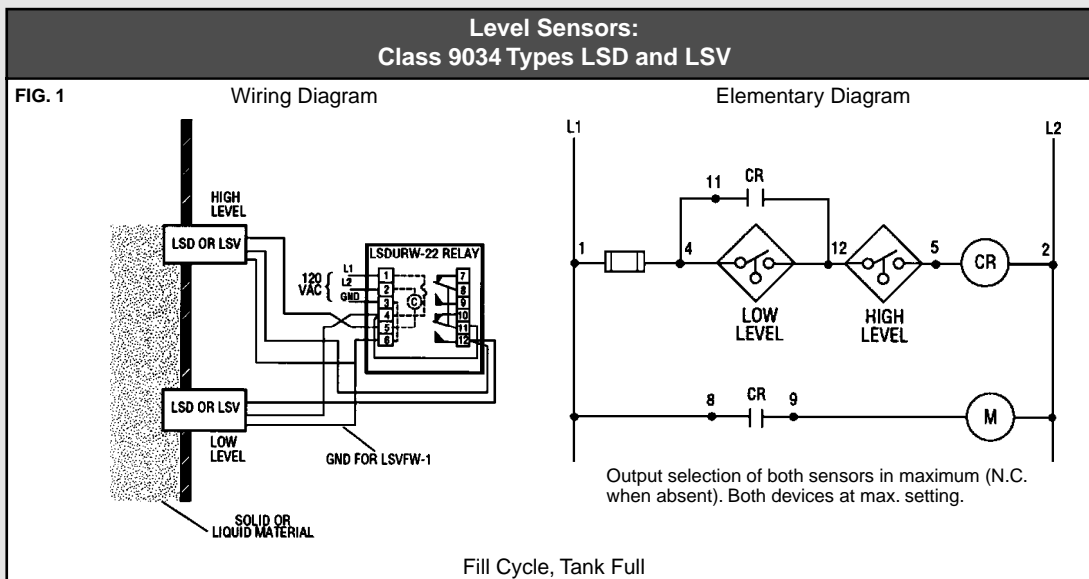 Level Sensors:
Class 9034 Types LSD and LSV
FIG. 1
Wiring Diagram
Elementary Diagram
HIGH
LEVEL
LSD OR LSV
LSDURW-22 RELAY
120
VAC
L1
L2
GND
1
2
3
4
5
6
C
7
8
9
10
11
12
LSD OR LSV
LOW
LEVEL
GND FOR LSVFW-1
SOLID OR
LIQUID MATERIAL
L1
L2
11
CR
1
4
12
5
CR
2
LOW
LEVEL
HIGH
LEVEL
8
CR
9
M
Output selection of both sensors in maximum (N.C.
when absent). Both devices at max. setting.
Fill Cycle, Tank Full